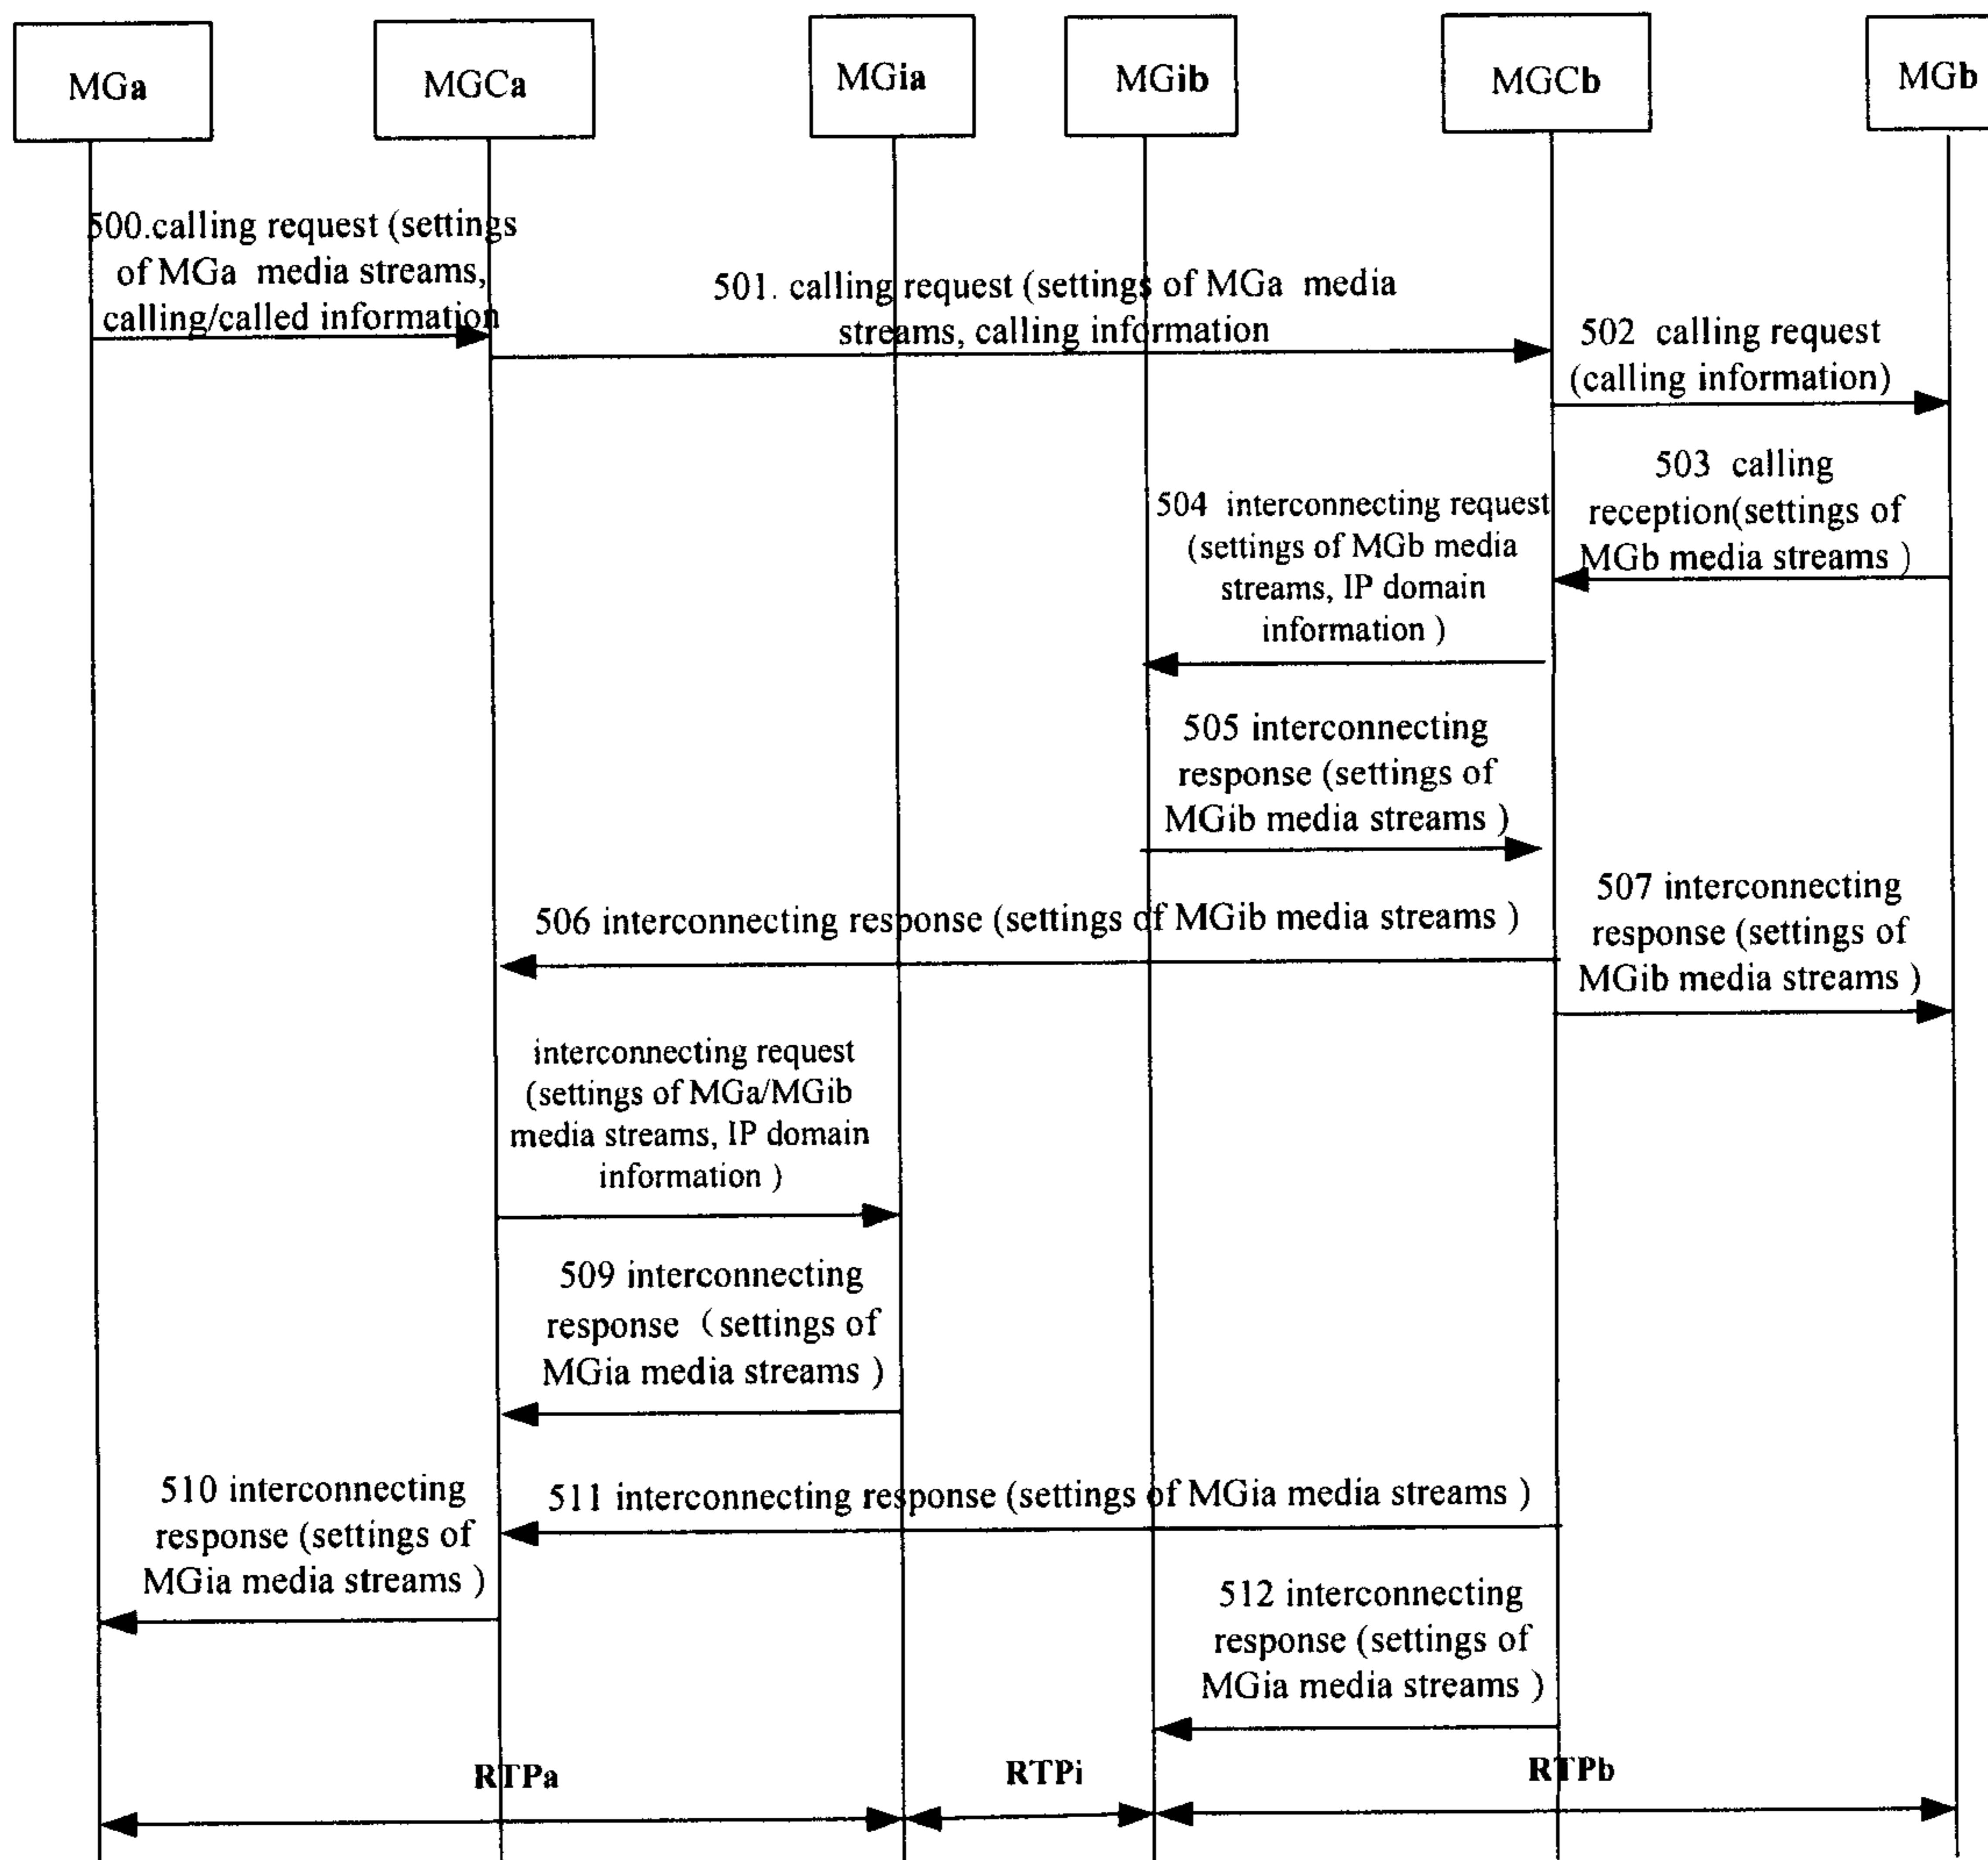 MGa
MGCa
MGia
MGib
MGCb
MGb
500.calling request (settings
of MGa media streams,
calling/called information
501. calling request (settings of MGa media
streams, calling information
502 calling request
(calling information)
503 calling
reception(settings of
MGb media streams )
504 interconnecting request
(settings of MGb media
streams, IP domain
information )
505 interconnecting
response (settings of
MGib media streams )
506 interconnecting response (settings of MGib media streams )
507 interconnecting
response (settings of
MGib media streams )
interconnecting request
(settings of MGa/MGib
media streams, IP domain
information )
509 interconnecting
response (settings of
MGia media streams )
510 interconnecting
response (settings of
MGia media streams )
511 interconnecting response (settings of MGia media streams )
512 interconnecting
response (settings of
MGia media streams )
RTPa
RTPi
RTPb